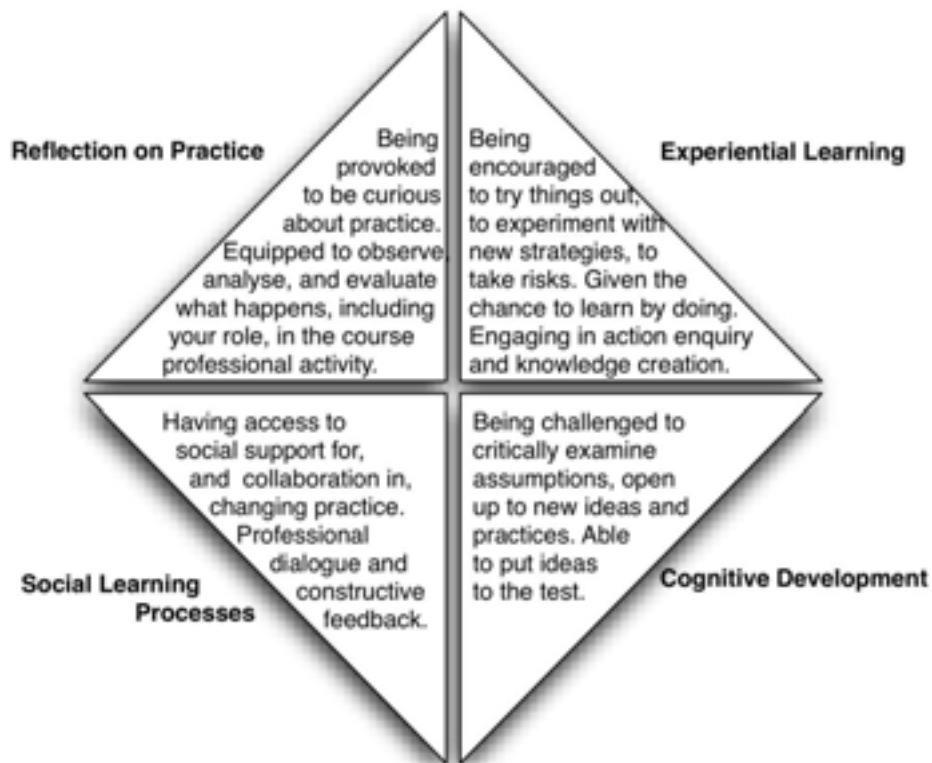 Reflection on Practice
Being
provoked
to be curious
about practice.
Equipped to observe,
analyse, and evaluate
what happens, including
your role, in the course
professional activity.
Experiential Learning
Being
encouraged
to try things out,
to experiment with
new strategies, to
take risks. Given the
chance to learn by doing.
Engaging in action enquiry
and knowledge creation.
Social Learning
Processes
Having access to
social support for,
and collaboration in,
changing practice.
Professional
dialogue and
constructive
feedback.
Being challenged to
critically examine
assumptions, open
up to new ideas and
practices. Able
to put ideas
to the test.
Cognitive Development